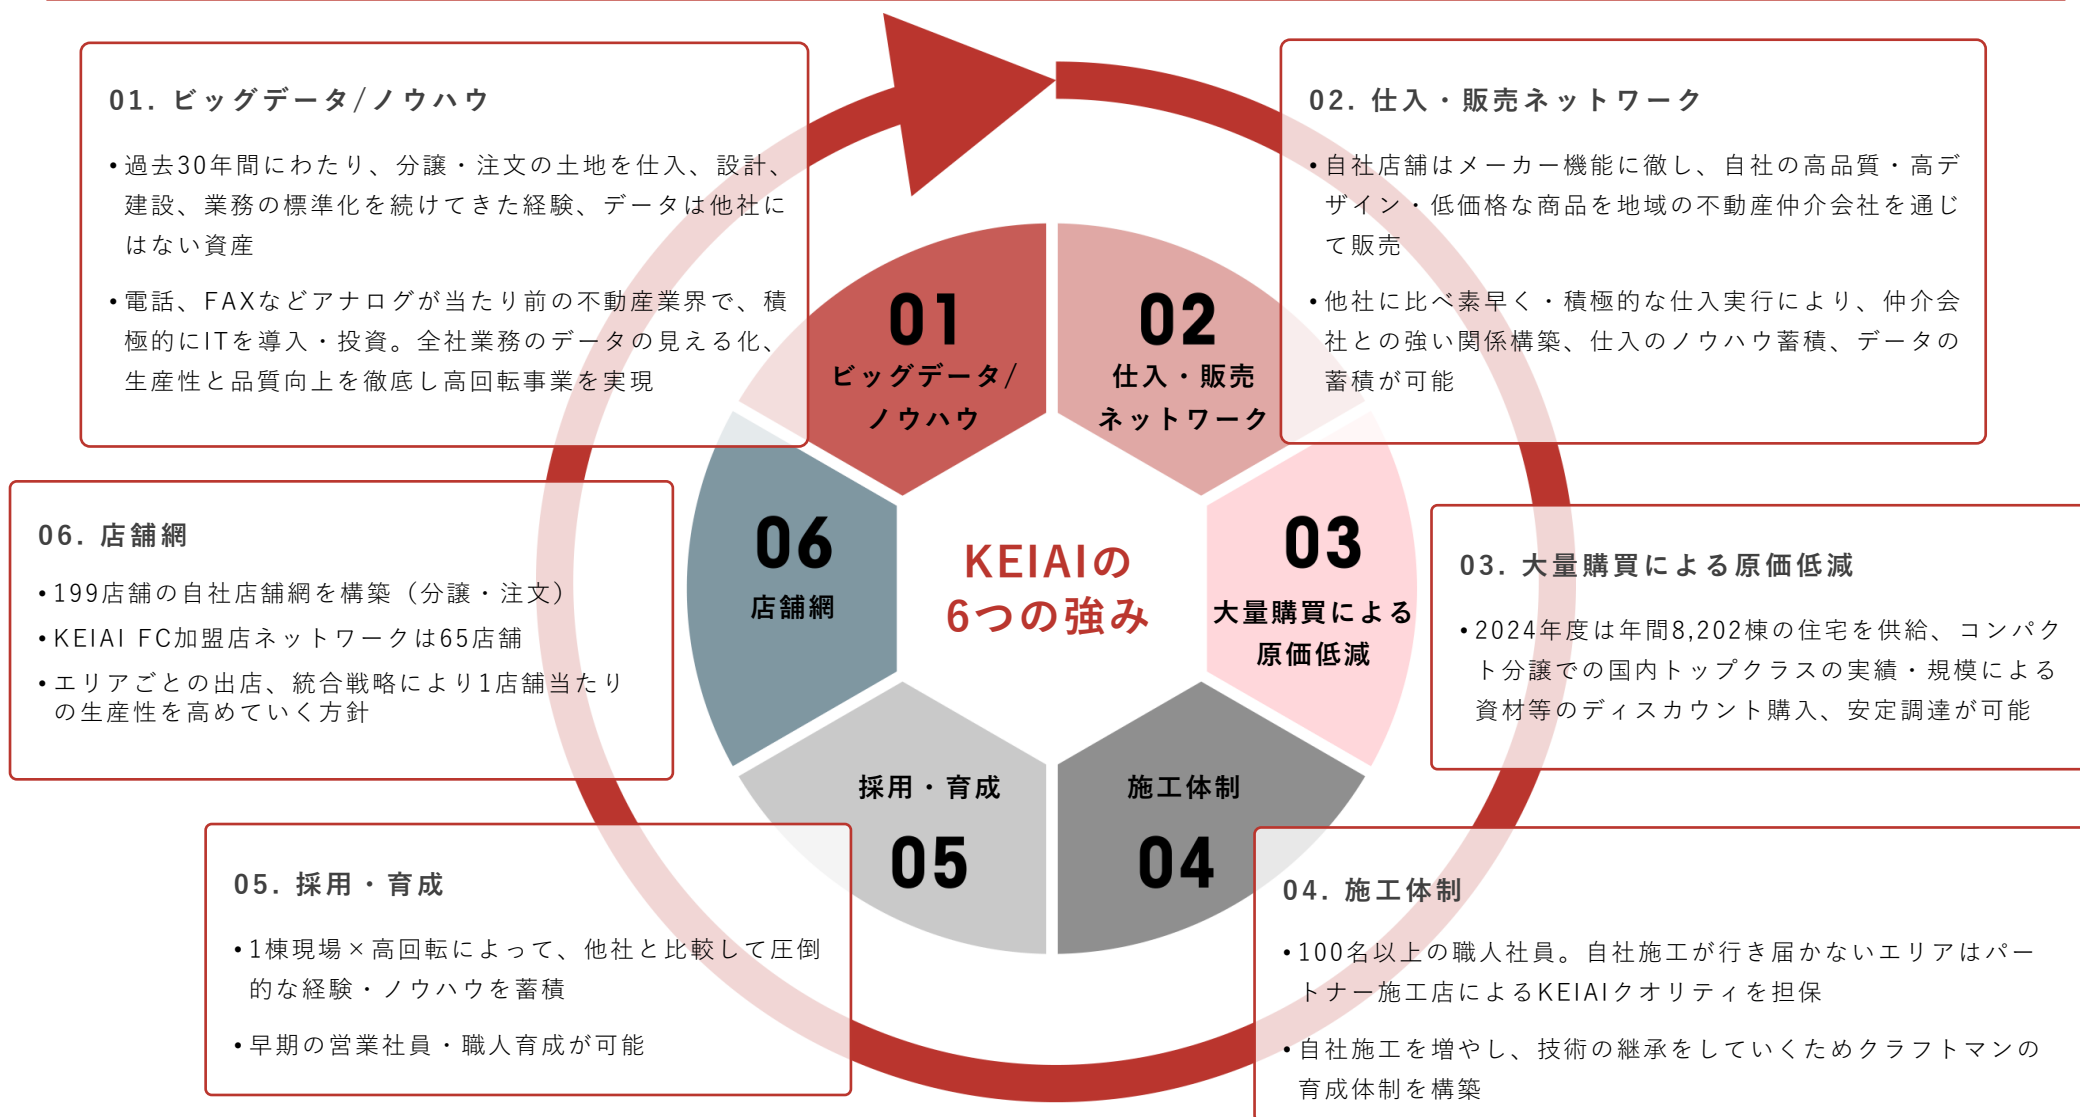 01. ビッグデータ/ノウハウ
•過去30年間にわたり、分譲・注文の土地を仕入、設計、
建設、業務の標準化を続けてきた経験、データは他社に
はない資産
•電話、FAXなどアナログが当たり前の不動産業界で、積
極的にITを導入・投資。全社業務のデータの見える化、
生産性と品質向上を徹底し高回転事業を実現
02. 仕入・販売ネットワーク
•自社店舗はメーカー機能に徹し、自社の高品質・高デ
ザイン・低価格な商品を地域の不動産仲介会社を通じ
て販売
•他社に比べ素早く・積極的な仕入実行により、仲介会
社との強い関係構築、仕入のノウハウ蓄積、データの
蓄積が可能
01
ビッグデータ/
ノウハウ
02
仕入・販売
ネットワーク
06
店舗網
KEIAIの
6つの強み
03
大量購買による
原価低減
採用・育成
05
施工体制
04
06. 店舗網
•199店舗の自社店舗網を構築（分譲・注文）
•KEIAI FC加盟店ネットワークは65店舗
•エリアごとの出店、統合戦略により1店舗当たり
の生産性を高めていく方針
03. 大量購買による原価低減
•2024年度は年間8,202棟の住宅を供給、コンパク
ト分譲での国内トップクラスの実績・規模による
資材等のディスカウント購入、安定調達が可能
05. 採用・育成
•1棟現場×高回転によって、他社と比較して圧倒
的な経験・ノウハウを蓄積
•早期の営業社員・職人育成が可能
04. 施工体制
•100名以上の職人社員。自社施工が行き届かないエリアはパー
トナー施工店によるKEIAIクオリティを担保
•自社施工を増やし、技術の継承をしていくためクラフトマンの
育成体制を構築